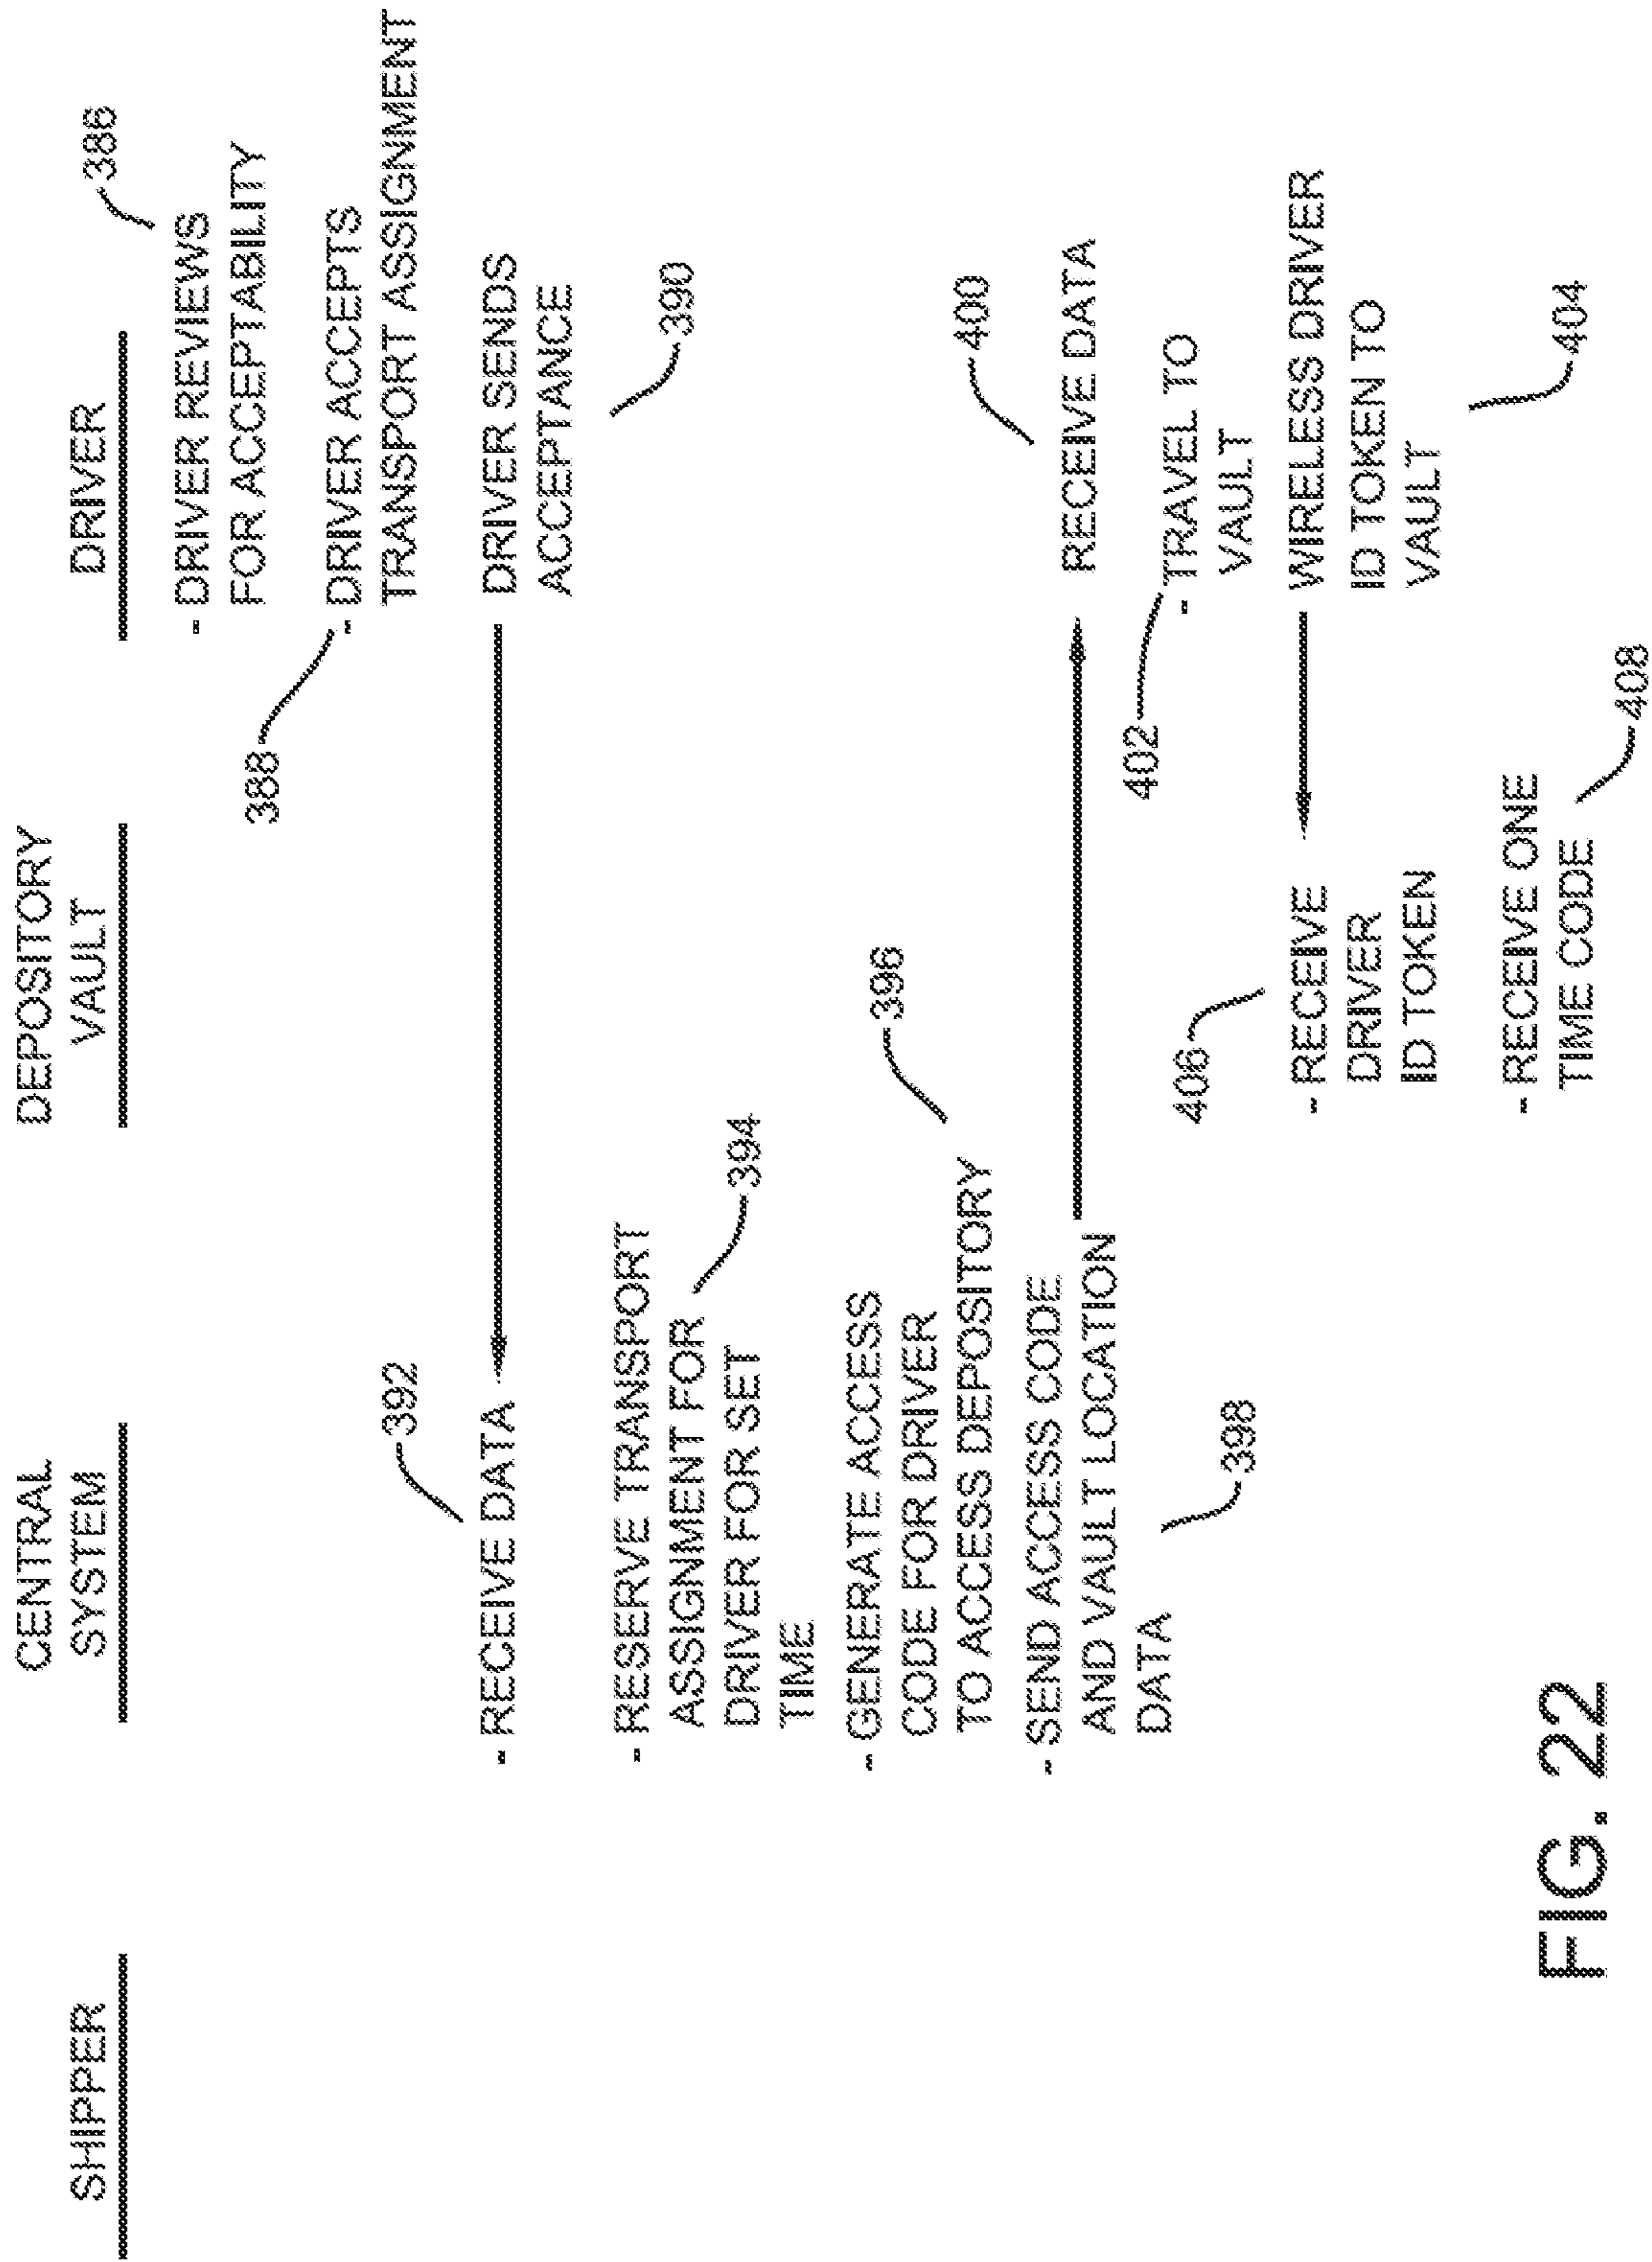 SHIPPER
CENTRAL
SYSTEM
DEPOSITORY
VAULT
DRIVER
- DRIVER REVIEWS
FOR ACCEPTABILITY
386
388
- DRIVER ACCEPTS
TRANSPORT ASSIGNMENT
392
- RECEIVE DATA
DRIVER SENDS
ACCEPTANCE
390
- RESERVE TRANSPORT
ASSIGNMENT FOR
DRIVER FOR SET
TIME
394
- GENERATE ACCESS
CODE FOR DRIVER
TO ACCESS DEPOSITORY
396
- SEND ACCESS CODE
AND VAULT LOCATION
DATA
398
400
RECEIVE DATA
402
- TRAVEL TO
VAULT
WIRELESS DRIVER
ID TOKEN TO
VAULT
404
406
- RECEIVE
DRIVER
ID TOKEN
- RECEIVE ONE
TIME CODE
408
FIG. 22